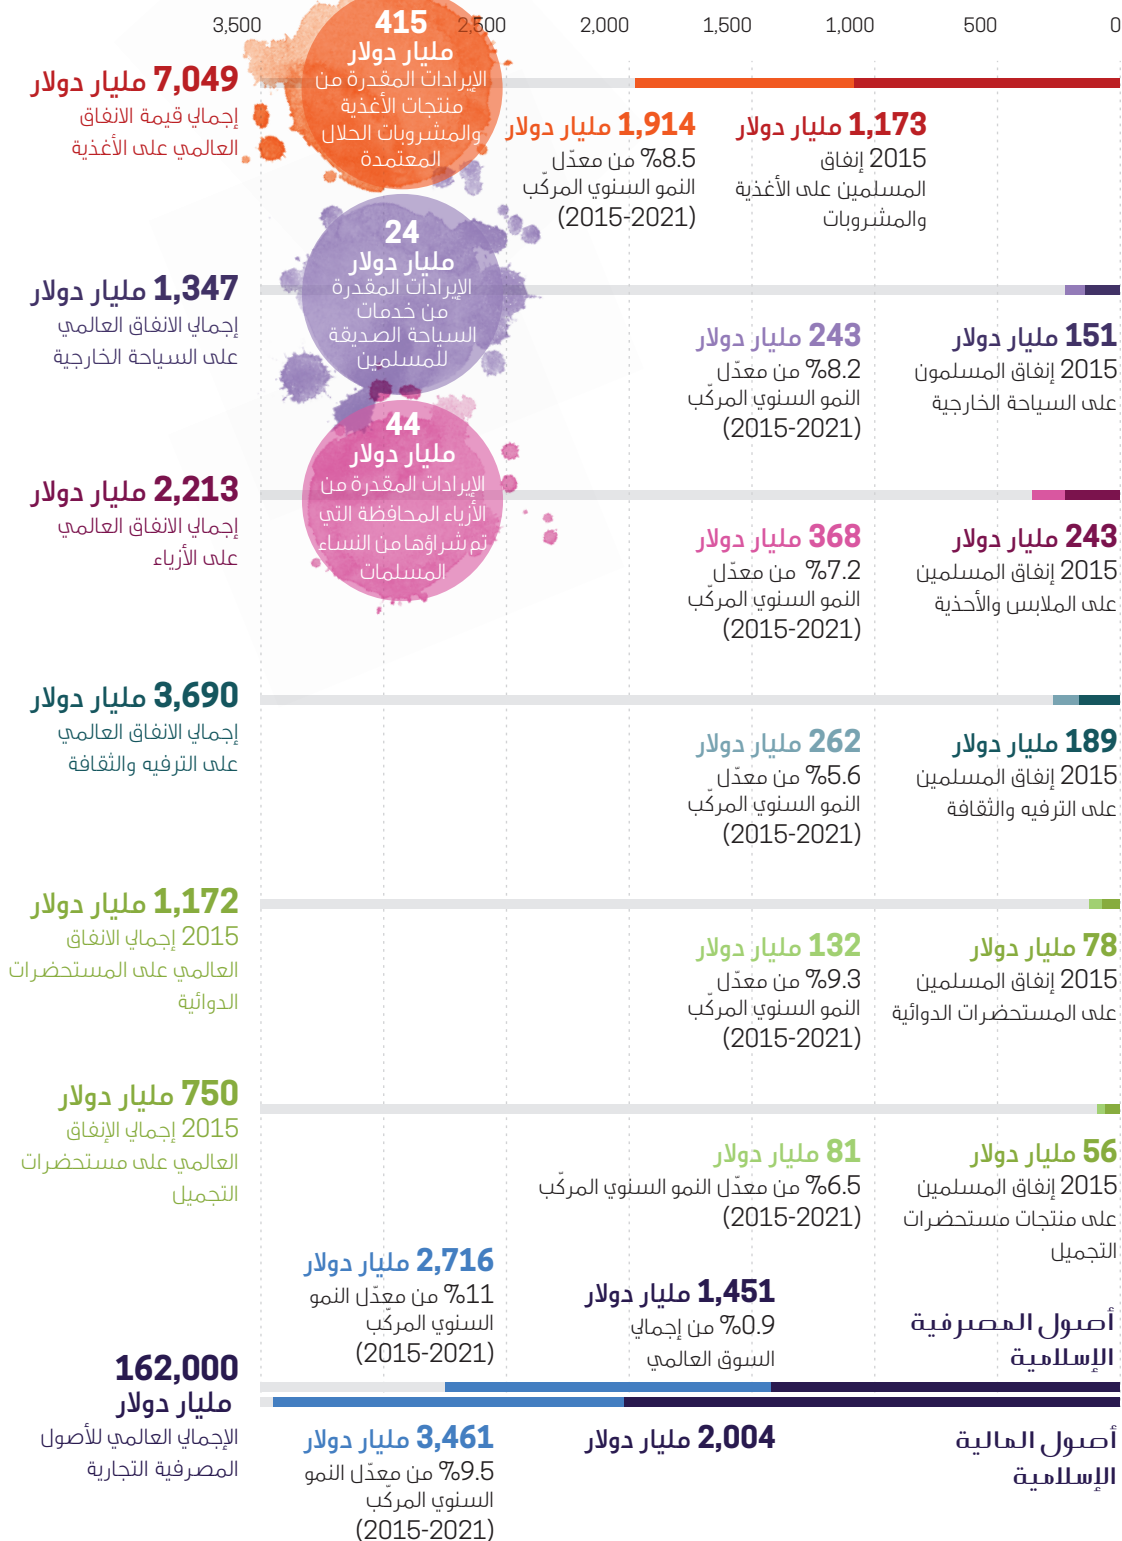 0
500
1,000
1,500
2,000
2,500
3,500
7,049 مليار دولار
إجمالي قيمة الانفاق
العالمي على الأغذية
415
مليار دولار
الإيرادات المقدرة من
منتجات الأغذية
والمشروبات الحلال
المعتمدة
1,914 مليار دولار
%8.5 من معدّل
النمو السنوي المركّب
(2015-2021)
1,173 مليار دولار
2015 إنفاق
المسلمين على الأغذية
والمشروبات
1,347 مليار دولار
إجمالي الانفاق العالمي
على السياحة الخارجية
24
مليار دولار
الإيرادات المقدرة
من خدمات
السياحة الصديقة
للمسلمين
243 مليار دولار
%8.2 من معدّل
النمو السنوي المركّب
(2015-2021)
151 مليار دولار
2015 إنفاق المسلمون
على السياحة الخارجية
2,213 مليار دولار
إجمالي الانفاق العالمي
على الأزياء
44
مليار دولار
الإيرادات المقدرة من
الأزياء المحافظة التي
تم شراؤها من النساء
المسلمات
368 مليار دولار
%7.2 من معدّل
النمو السنوي المركّب
(2015-2021)
243 مليار دولار
2015 إنفاق المسلمين
على الملابس والأحذية
3,690 مليار دولار
إجمالي الانفاق العالمي
على الترفيه والثقافة
262 مليار دولار
%5.6 من معدّل
النمو السنوي المركّب
(2015-2021)
189 مليار دولار
2015 إنفاق المسلمين
على الترفيه والثقافة
1,172 مليار دولار
2015 إجمالي الانفاق
العالمي على المستحضرات
الدوائية
132 مليار دولار
%9.3 من معدّل
النمو السنوي المركّب
(2015-2021)
78 مليار دولار
2015 إنفاق المسلمين
على المستحضرات الدوائية
750 مليار دولار
2015 إجمالي الإنفاق
العالمي على مستحضرات
التجميل
81 مليار دولار
%6.5 من معدّل النمو السنوي المركّب
(2015-2021)
56 مليار دولار
2015 إنفاق المسلمين
على منتجات مستحضرات
التجميل
أصول المصرفية
الإسلامية
1,451 مليار دولار
%0.9 من إجمالي
السوق العالمي
2,716 مليار دولار
%11 من معدّل النمو
السنوي المركّب
(2015-2021)
162,000
مليار دولار
الإجمالي العالمي للأصول
المصرفية التجارية
أصول المالية
الإسلامية
2,004 مليار دولار
3,461 مليار دولار
%9.5 من معدّل النمو
السنوي المركّب
(2015-2021)